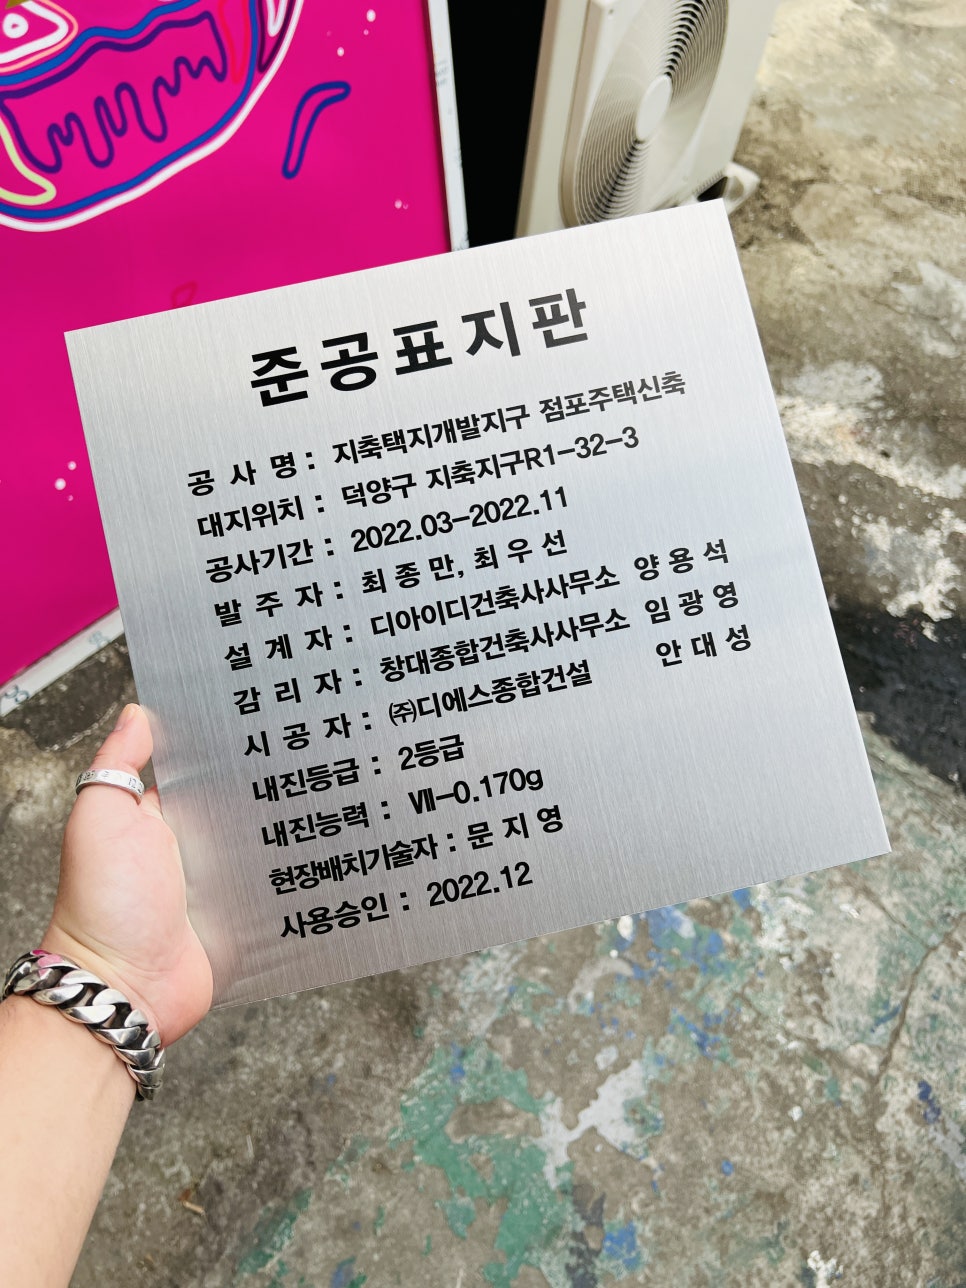 준공표지판
공 사 명 : 지축택지개발지구 점포주택신축
대지위치 : 덕양구 지축지구R1-32-3
공사기간 : 2022.03-2022.11
발 주 자 : 최 종 만, 최 우 선
설 계 자 : 디아이디건축사사무소 양 용 석
감 리 자 : 창대종합건축사사무소 임 광 영
시 공 자 : ㈜디에스종합건설 안 대 성
내진등급 : 2등급
내진능력 : Ⅶ-0.170g
현장배치기술자 : 문 지 영
사용승인 : 2022.12